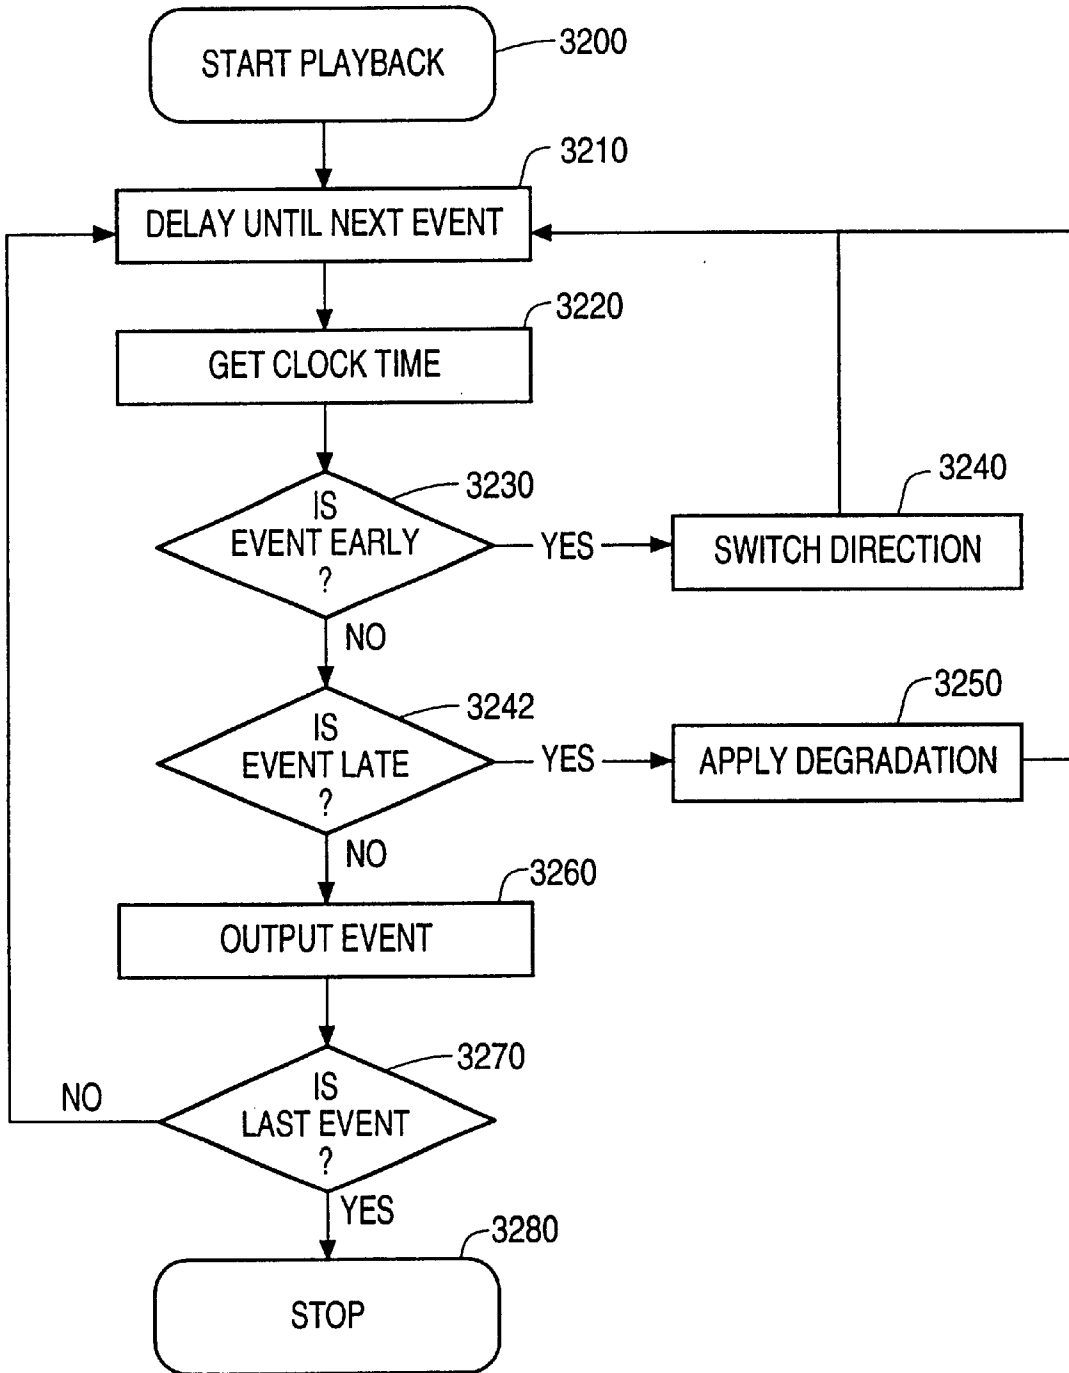 START PLAYBACK
3200
3210
DELAY UNTIL NEXT EVENT
3220
GET CLOCK TIME
3230
IS
EVENT EARLY
?
YES
3240
SWITCH DIRECTION
NO
3242
IS
EVENT LATE
?
YES
3250
APPLY DEGRADATION
NO
3260
OUTPUT EVENT
3270
IS
LAST EVENT
?
NO
YES
3280
STOP